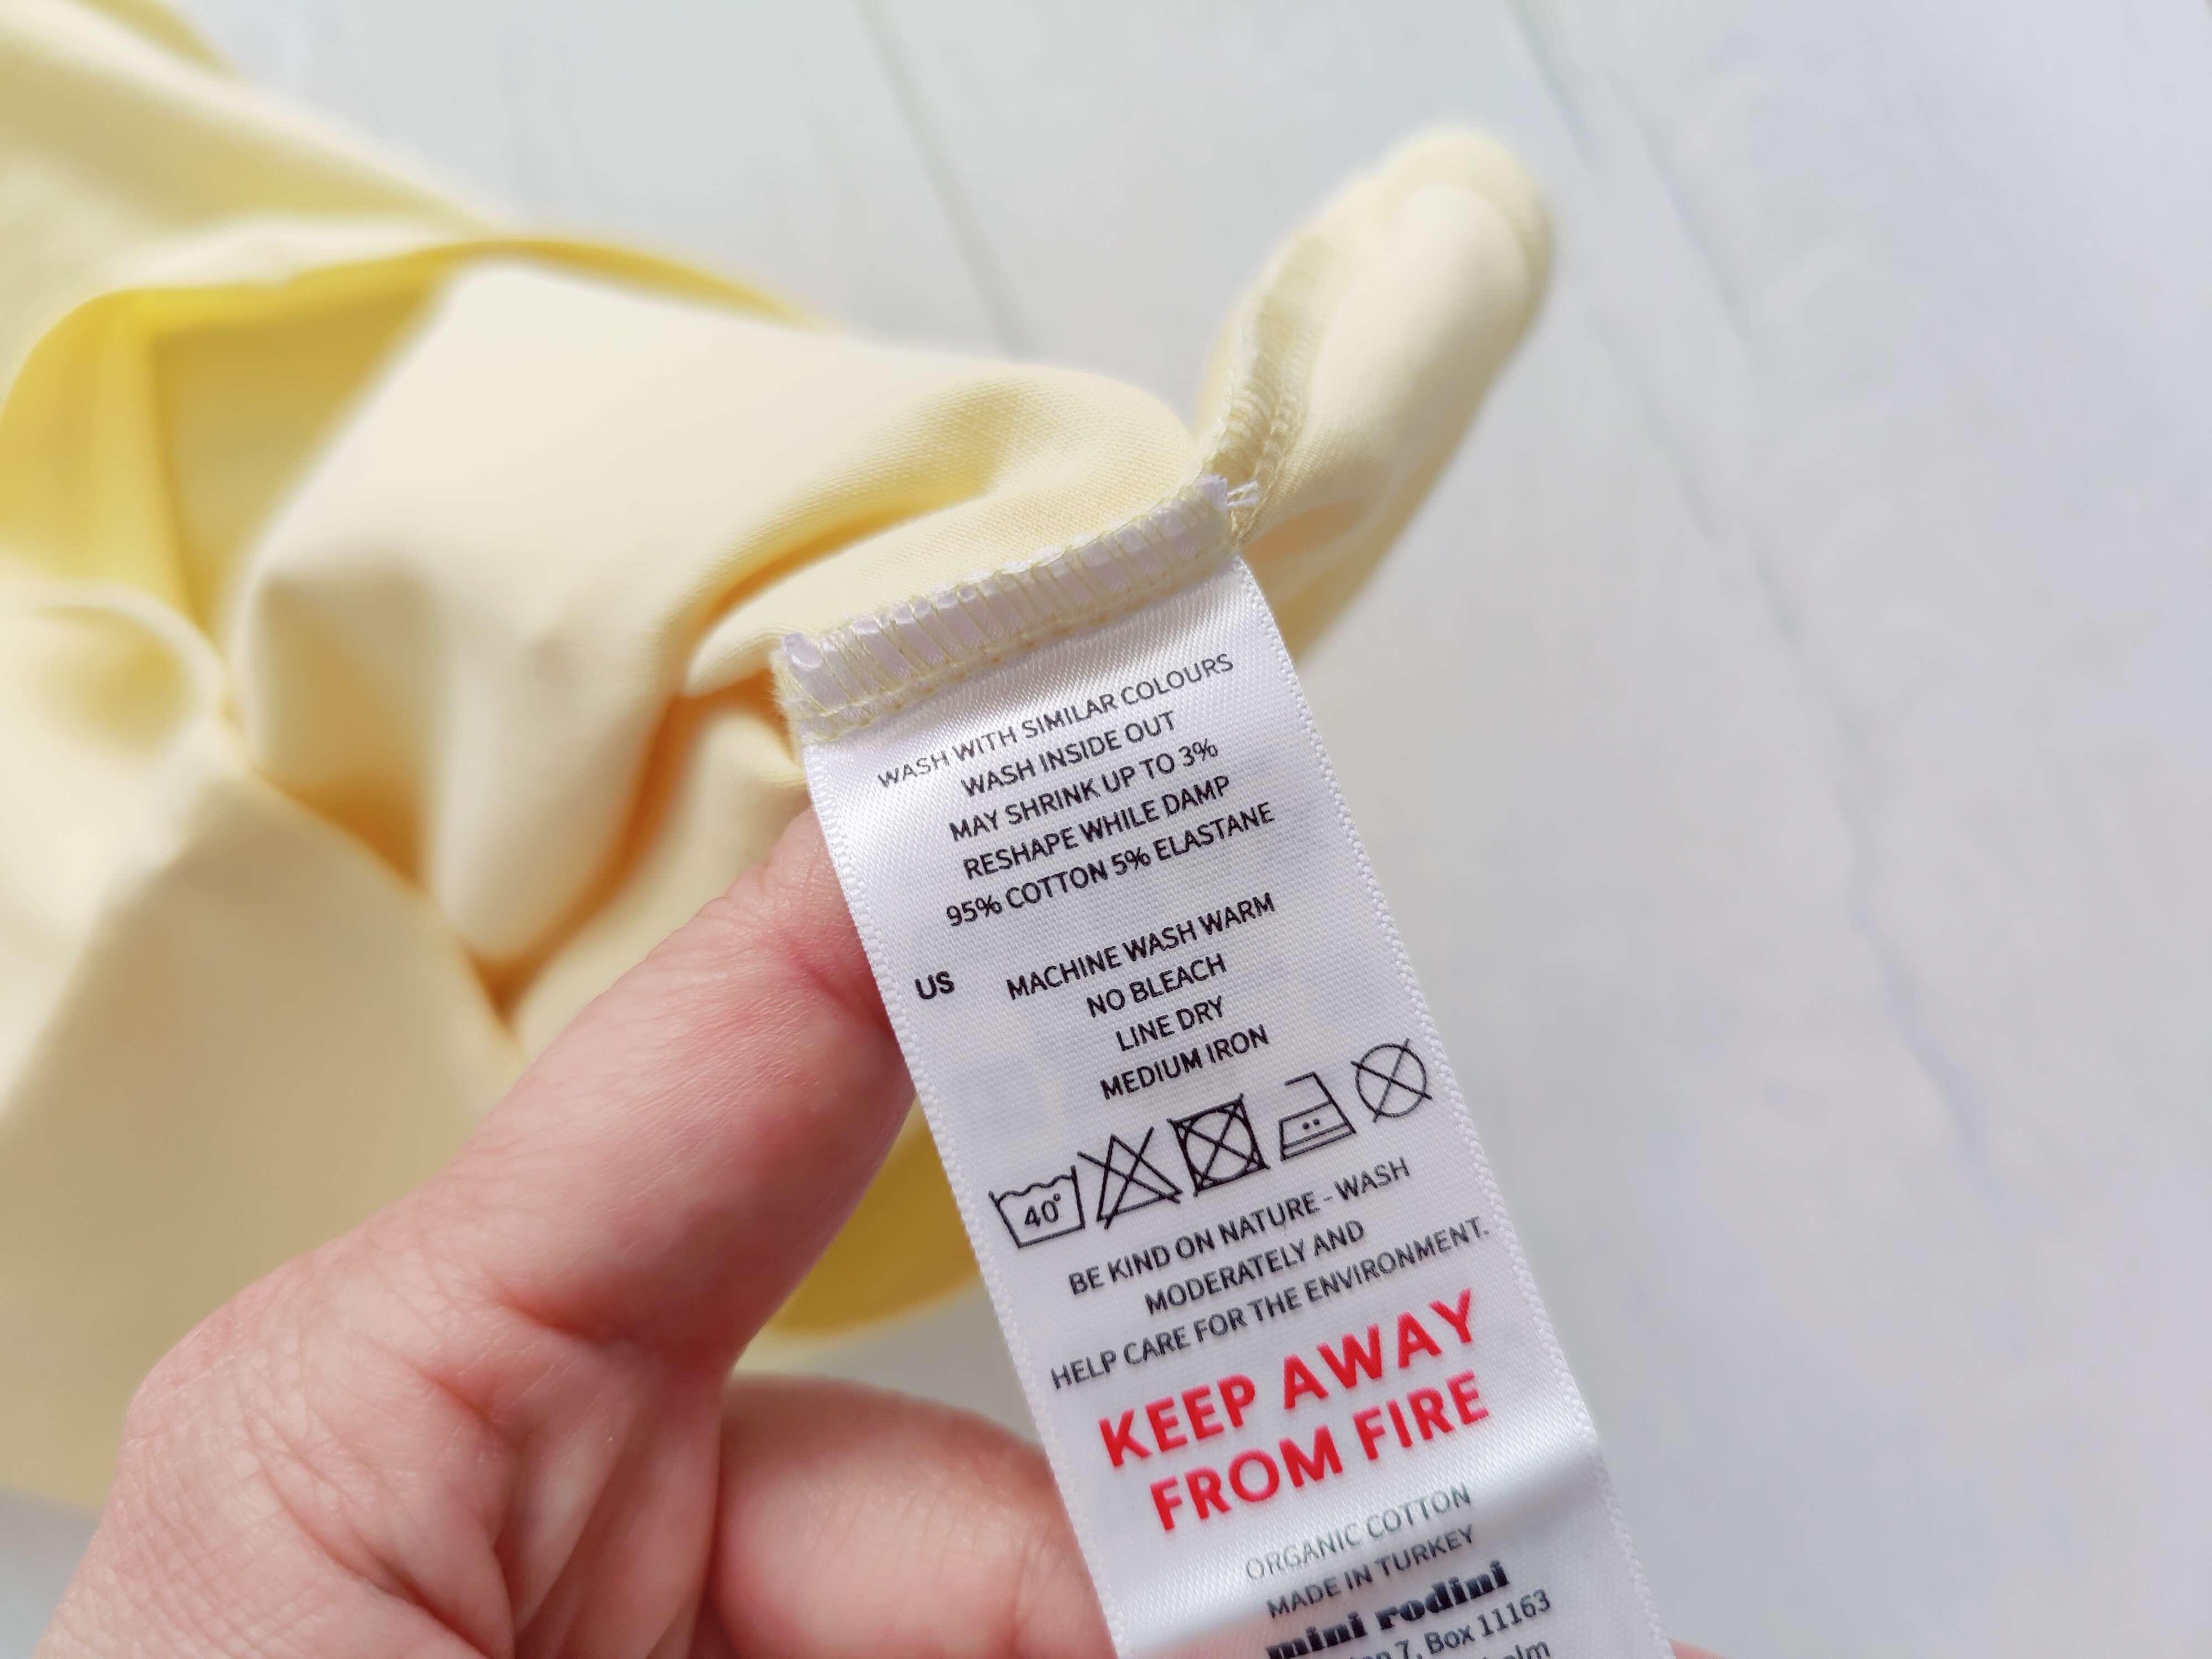 WASH WITH SIMILAR COLOURS
WASH INSIDE OUT
MAY SHRINK UP TO 3%
RESHAPE WHILE DAMP
95% COTTON 5% ELASTANE
US MACHINE WASH WARM
NO BLEACH
LINE DRY
MEDIUM IRON
40°
BE KIND ON NATURE - WASH
MODERATELY AND
HELP CARE FOR THE ENVIRONMENT.
KEEP AWAY
FROM FIRE
ORGANIC COTTON
MADE IN TURKEY
mini rodini
7, Box 11163